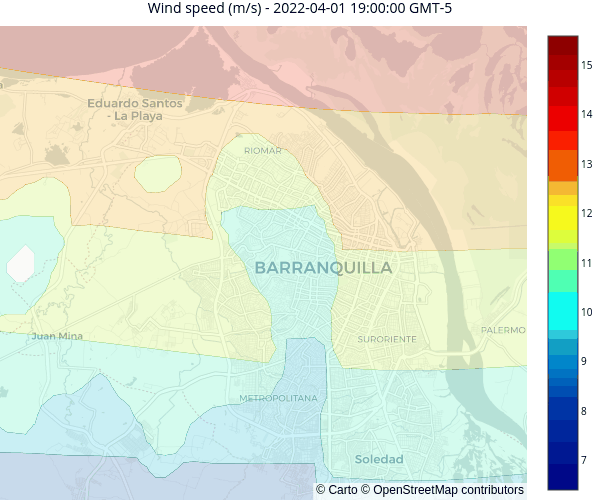 Wind speed (m/s) - 2022-04-01 19:00:00 GMT-5
Eduardo Santos
- La Playa
RIOMAR
BARRANQUILLA
Juan Mina
SURORIENTE
PALERMO
METROPOLITANA
Soledad
© Carto © OpenStreetMap contributors
15
14
13
12
11
10
9
8
7